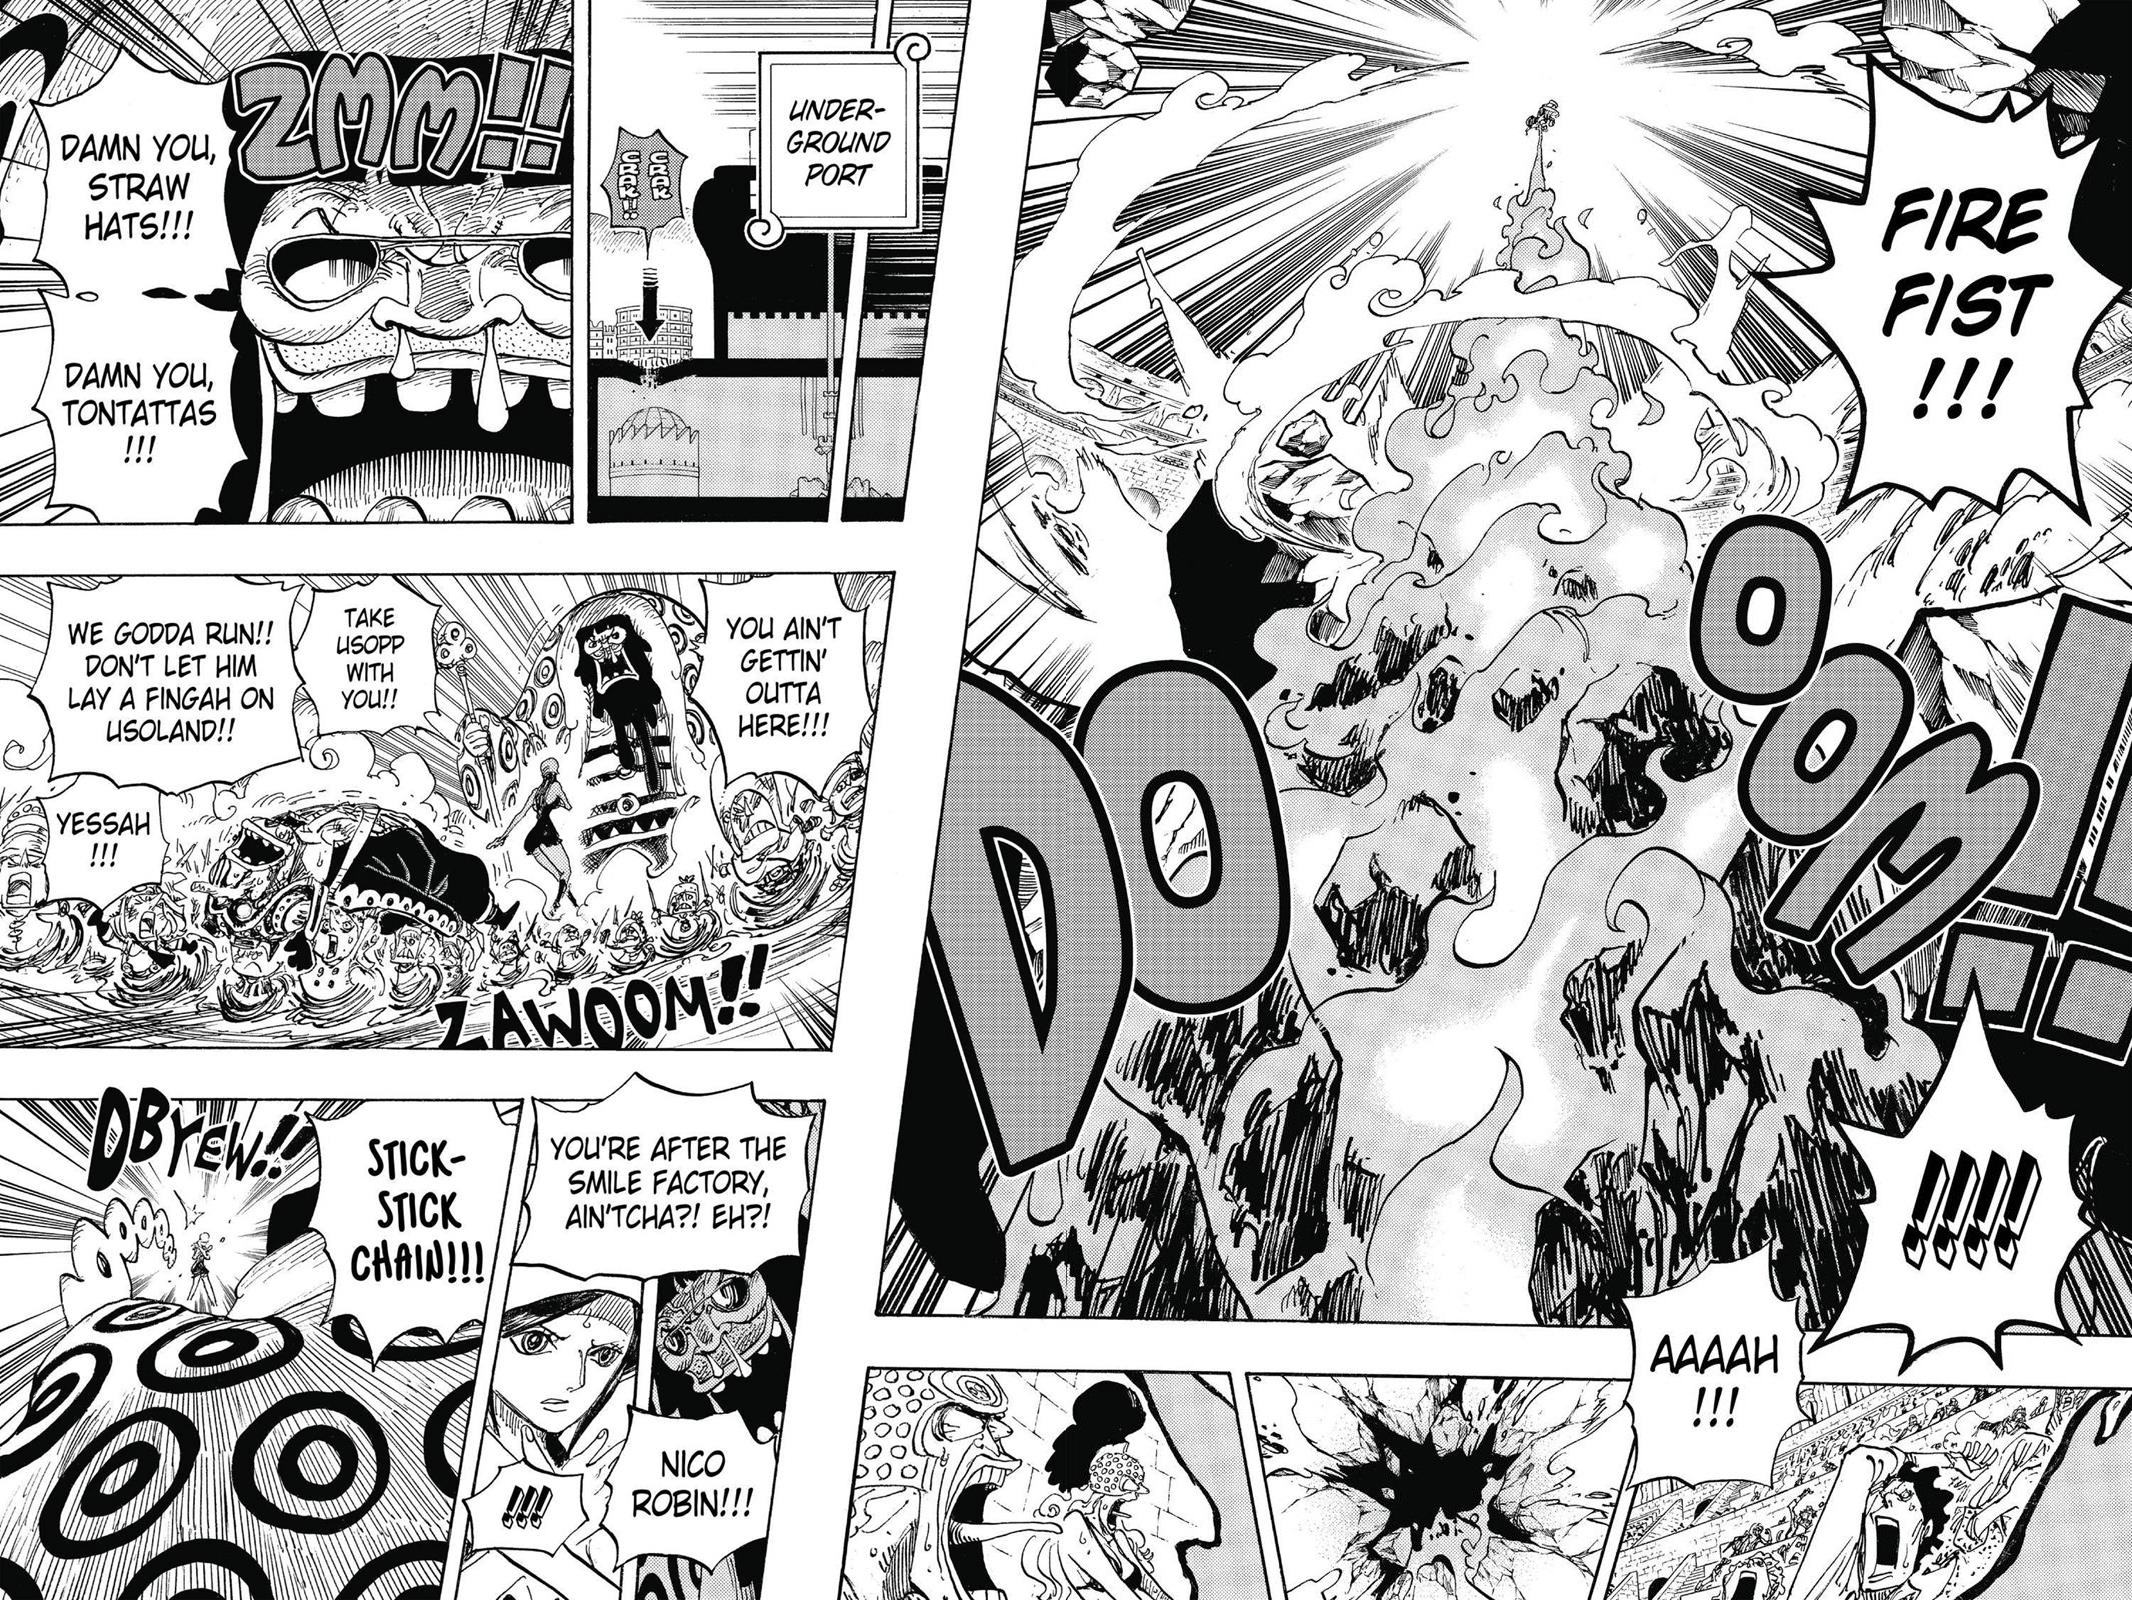 FIRE
FIST
!!!
DOOOM!!
!!!!
AAAAH
!!!
UNDER-
GROUND
PORT
CRAK
CRAK!!
ZMM!!
DAMN YOU,
STRAW
HATS!!!
DAMN YOU,
TONTATTAS
!!!
YOU AIN'T
GETTIN'
OUTTA
HERE!!!
TAKE
USOPP
WITH
YOU!!
WE GODDA RUN!!
DON'T LET HIM
LAY A FINGAH ON
USOLAND!!
YESSAH
!!!
ZAWOOM!!
YOU'RE AFTER THE
SMILE FACTORY,
AIN'TCHA?! EH?!
NICO
ROBIN!!!
!!!
STICK-
STICK
CHAIN!!!
DBYEW!!